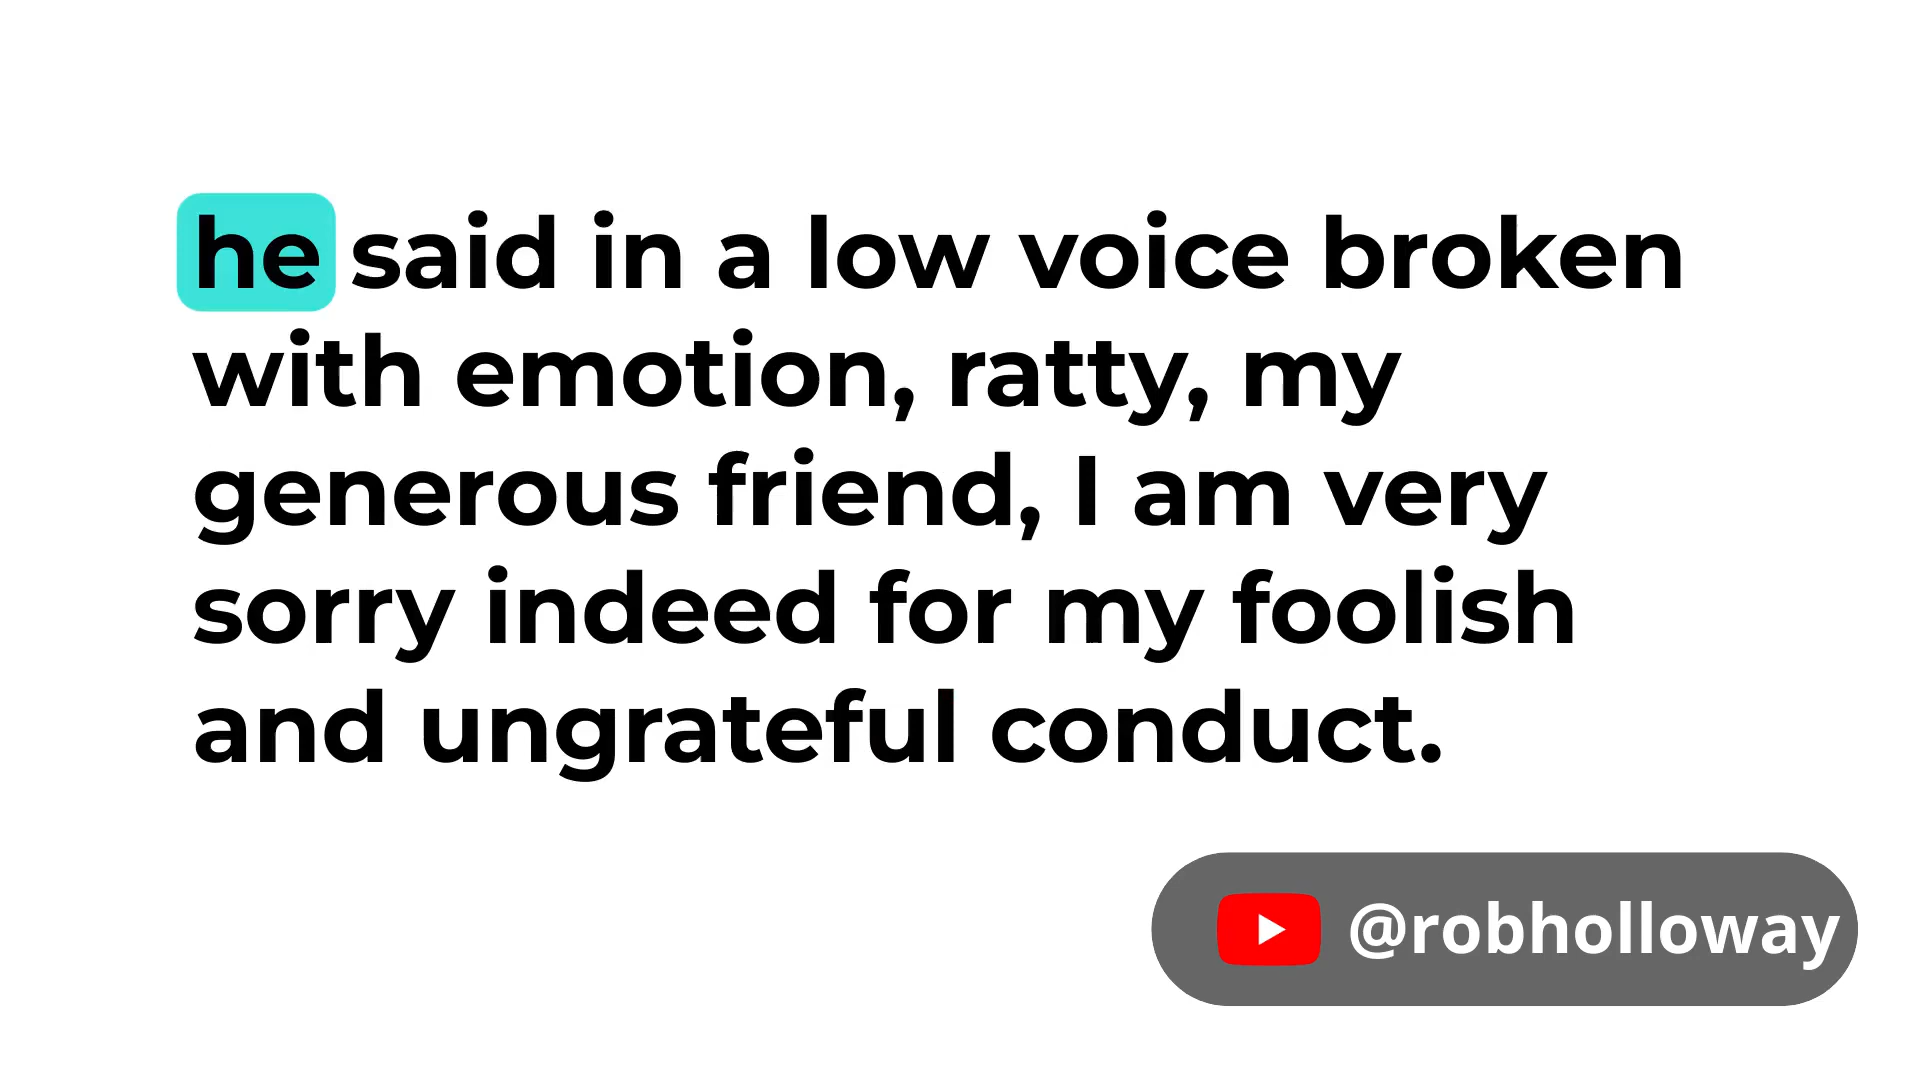 he said in a low voice broken
with emotion, ratty, my
generous friend, I am very
sorry indeed for my foolish
and ungrateful conduct.
@robholloway